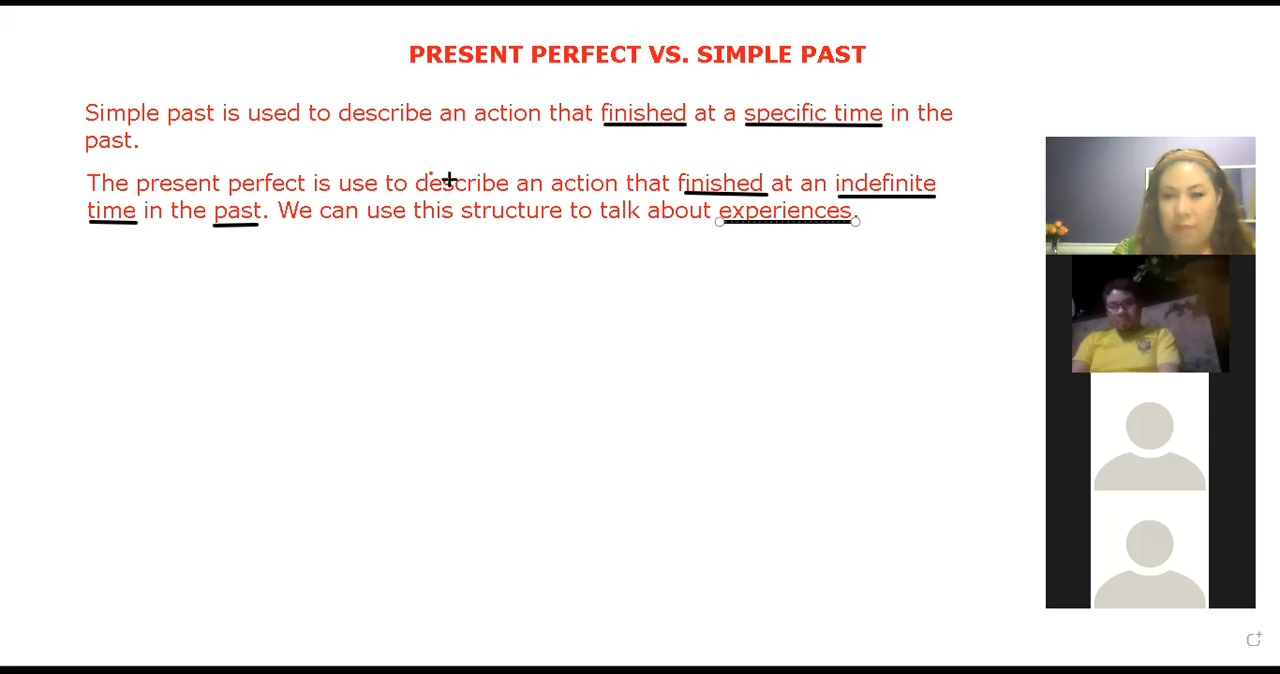 PRESENT PERFECT VS. SIMPLE PAST
Simple past is used to describe an action that finished at a specific time in the
past.
The present perfect is use to describe an action that finished at an indefinite
time in the past. We can use this structure to talk about experiences.